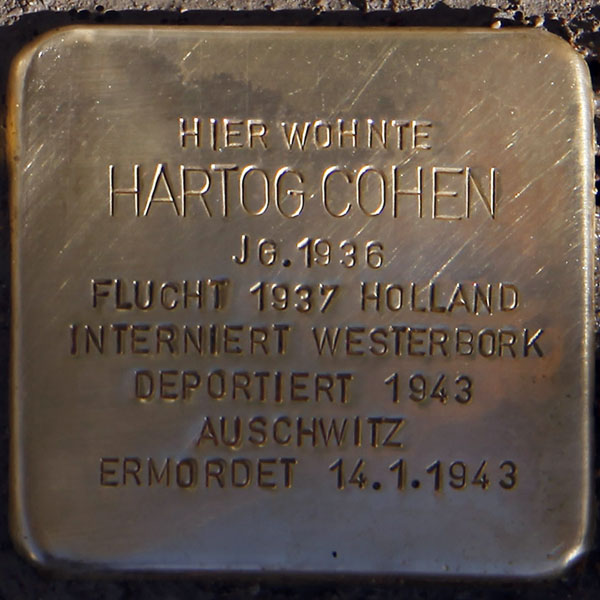 HIER WOHNTE
HARTOG COHEN
JG. 1936
FLUCHT 1937 HOLLAND
INTERNIERT WESTERBORK
DEPORTIERT 1943
AUSCHWITZ
ERMORDET 14.1.1943